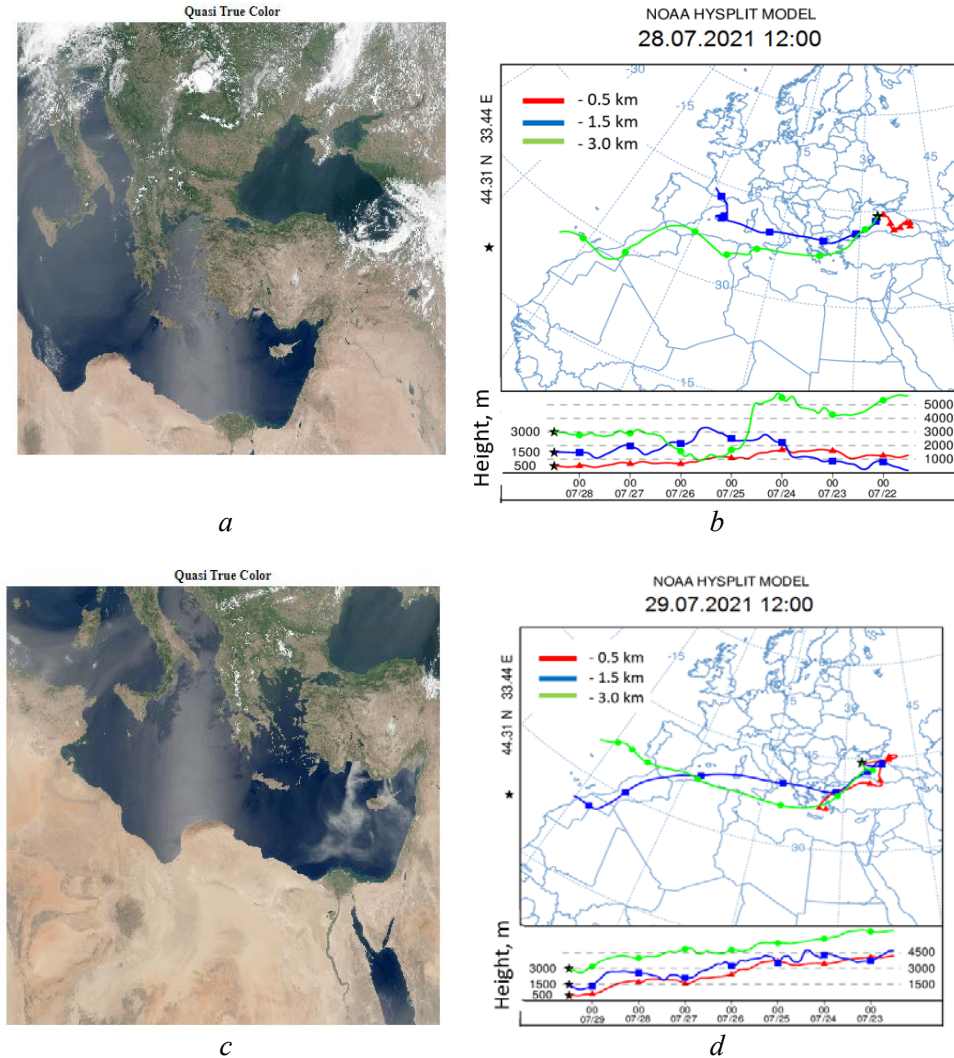 Quasi True Color
NOAA HYSPLIT MODEL
28.07.2021 12:00
44.31 N 33.44 E
- 0.5 km
- 1.5 km
- 3.0 km
-30
-15
30
45
30
15
-15
Height, m
3000
1500
500
5000
4000
3000
2000
1000
00 00 00 00 00 00 00
07/28 07/27 07/26 07/25 07/24 07/23 07/22
a
b
Quasi True Color
NOAA HYSPLIT MODEL
29.07.2021 12:00
44.31 N 33.44 E
- 0.5 km
- 1.5 km
- 3.0 km
-15
30
45
45
15
30
Height, m
3000
1500
500
4500
3000
1500
00 00 00 00 00 00 00
07/29 07/28 07/27 07/26 07/25 07/24 07/23
c
d